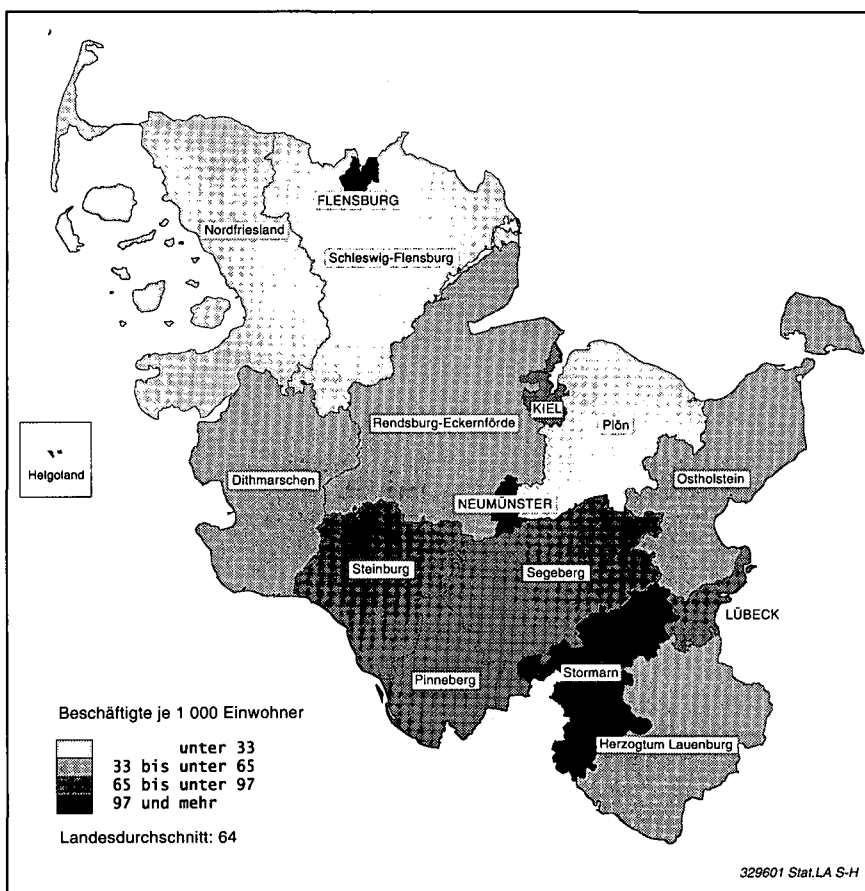 FLENSBURG
Nordfriesland
Schleswig-Flensburg
KIEL
Rendsburg-Eckernförde
Plön
Helgoland
Dithmarschen
Ostholstein
NEUMÜNSTER
Steinburg
Segeberg
LÜBECK
Pinneberg
Stormarn
Herzogtum Lauenburg
Beschäftigte je 1 000 Einwohner
unter 33
33 bis unter 65
65 bis unter 97
97 und mehr
Landesdurchschnitt: 64
329601 Stat.LA S-H